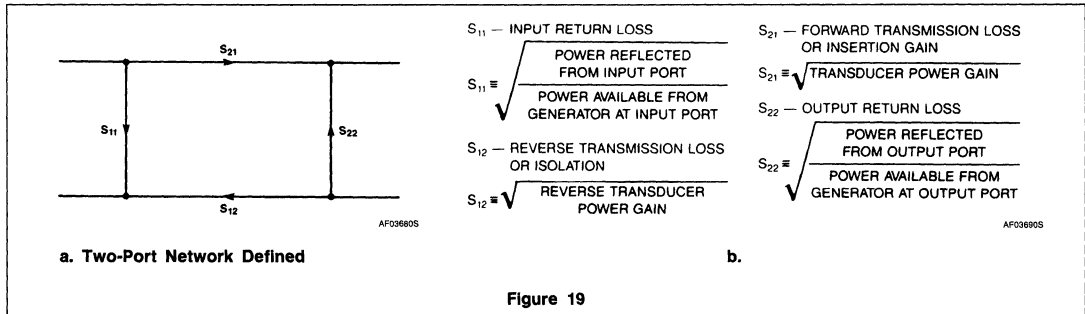 S21
S11
S22
S12
AF03680S
a. Two-Port Network Defined
S11 — INPUT RETURN LOSS
S11 ≡ √ POWER REFLECTED
FROM INPUT PORT
POWER AVAILABLE FROM
GENERATOR AT INPUT PORT
S12 — REVERSE TRANSMISSION LOSS
OR ISOLATION
S12 ≡ √ REVERSE TRANSDUCER
POWER GAIN
S21 — FORWARD TRANSMISSION LOSS
OR INSERTION GAIN
S21 ≡ √ TRANSDUCER POWER GAIN
S22 — OUTPUT RETURN LOSS
S22 ≡ √ POWER REFLECTED
FROM OUTPUT PORT
POWER AVAILABLE FROM
GENERATOR AT OUTPUT PORT
AF03690S
b.
Figure 19